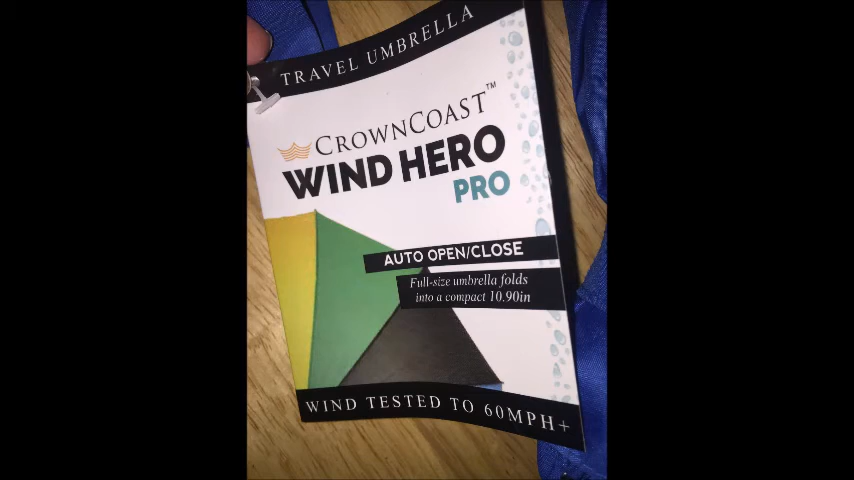 TRAVEL UMBRELLA
CROWNCOAST™
WIND HERO
PRO
AUTO OPEN/CLOSE
Full-size umbrella folds
into a compact 10.90in
WIND TESTED TO 60MPH+